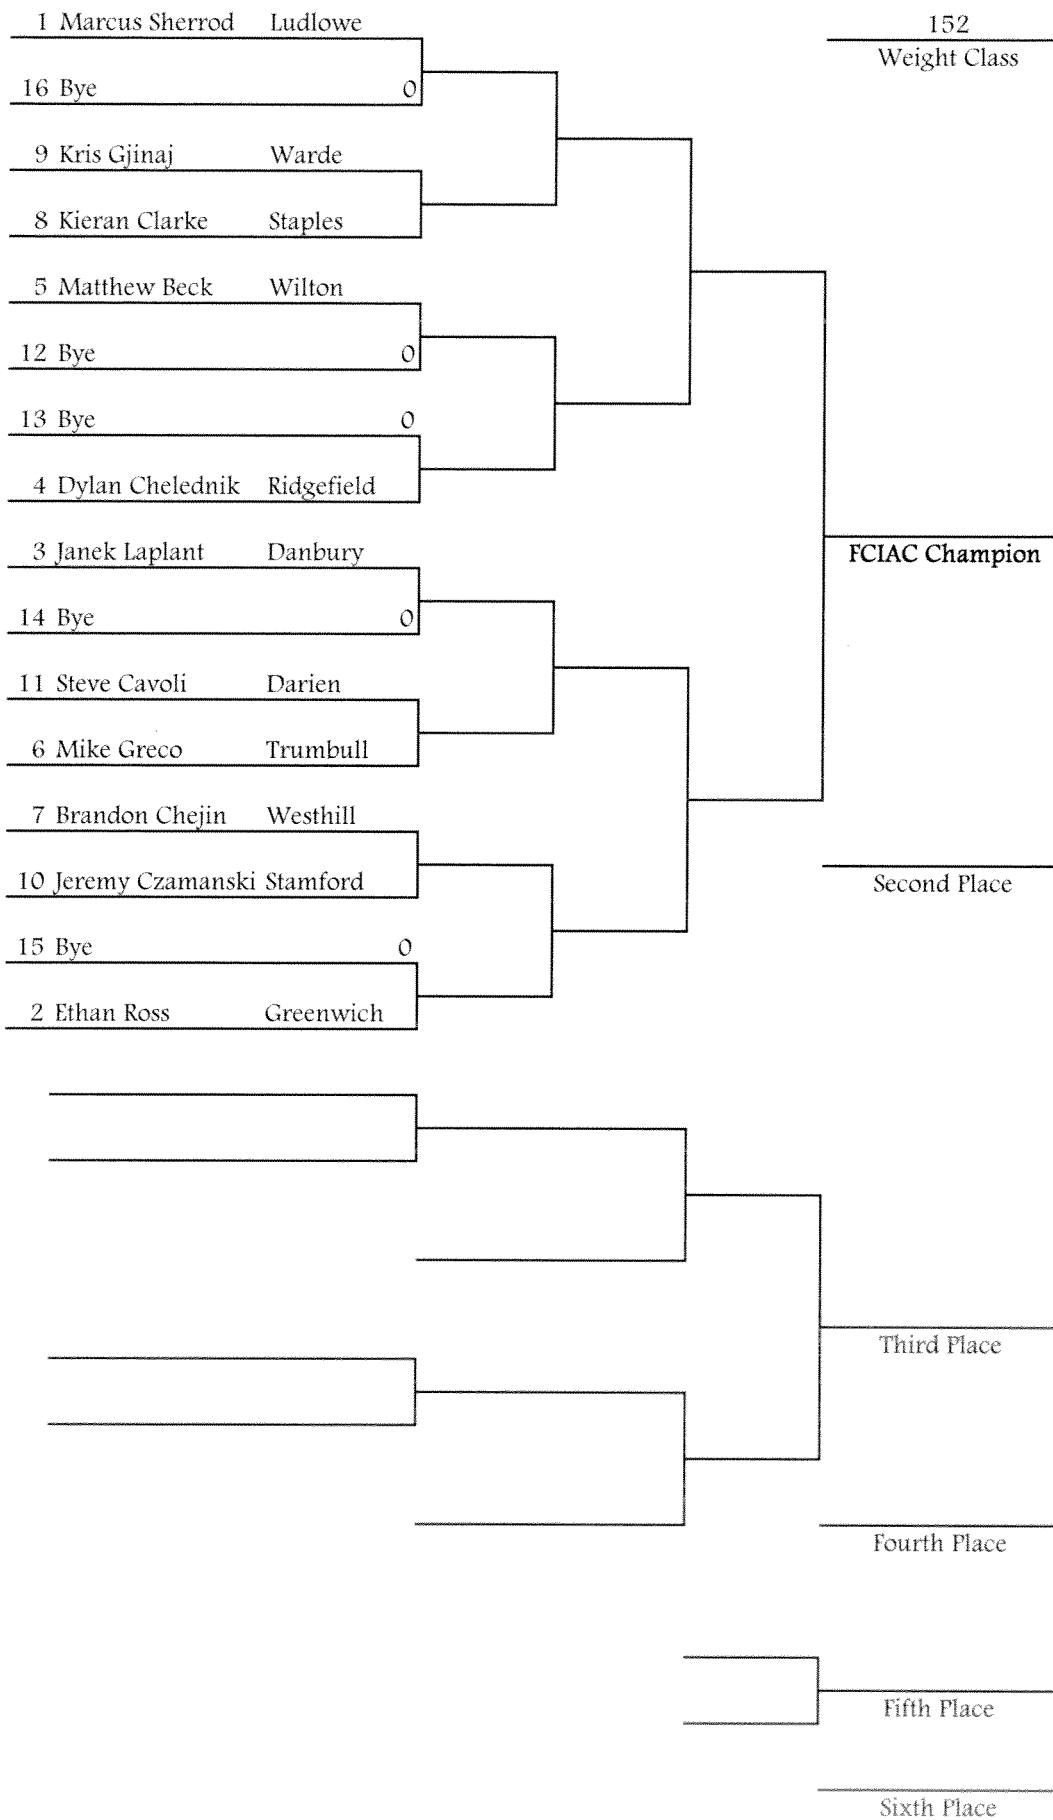 1 Marcus Sherrod Ludlowe
152
Weight Class
16 Bye 0
9 Kris Gjinaj Warde
8 Kieran Clarke Staples
5 Matthew Beck Wilton
12 Bye 0
13 Bye 0
4 Dylan Chelednik Ridgefield
3 Janek Laplant Danbury
FCIAC Champion
14 Bye 0
11 Steve Cavoli Darien
6 Mike Greco Trumbull
7 Brandon Chejin Westhill
10 Jeremy Czamanski Stamford
Second Place
15 Bye 0
2 Ethan Ross Greenwich
Third Place
Fourth Place
Fifth Place
Sixth Place